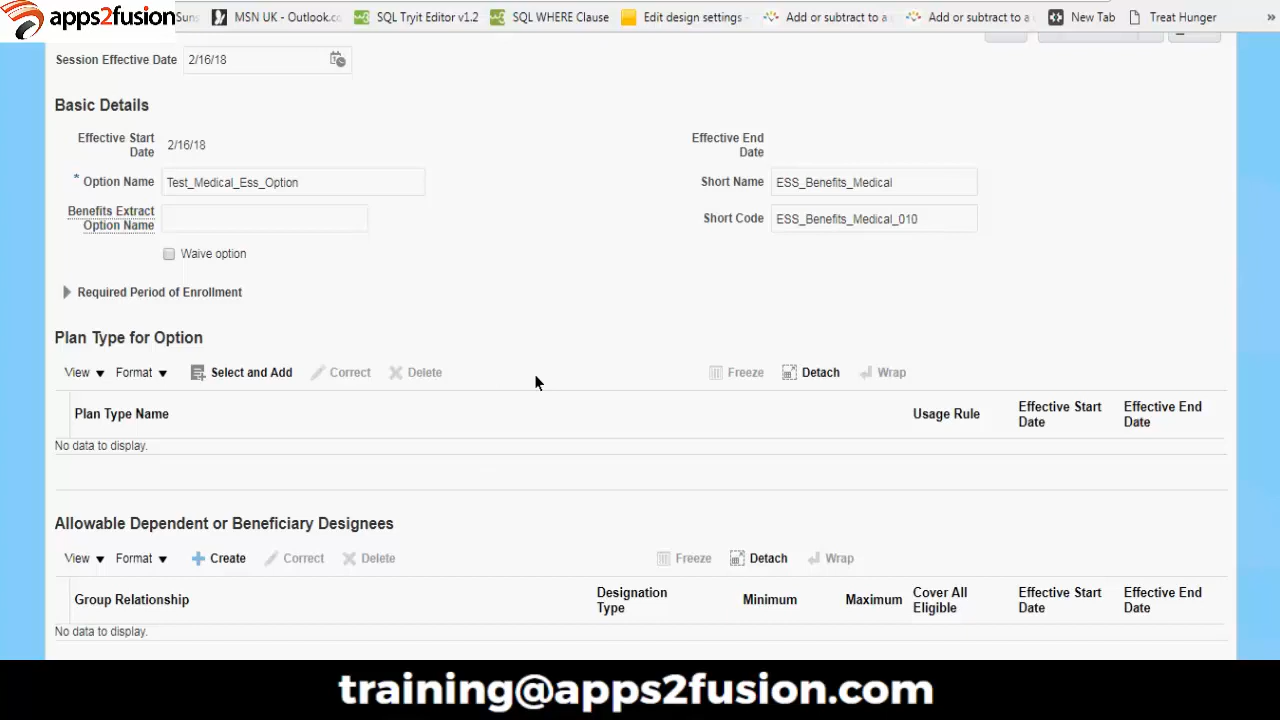 apps2fusion
Suns
MSN UK - Outlook.co
SQL Tryit Editor v1.2
SQL WHERE Clause
Edit design settings -
Add or subtract to a
Add or subtract to a
New Tab
Treat Hunger
»
Session Effective Date 2/16/18
Basic Details
Effective Start Date 2/16/18
Effective End Date
* Option Name Test_Medical_Ess_Option
Short Name ESS_Benefits_Medical
Benefits Extract Option Name
Short Code ESS_Benefits_Medical_010
Waive option
Required Period of Enrollment
Plan Type for Option
View Format Select and Add Correct Delete Freeze Detach Wrap
Plan Type Name Usage Rule Effective Start Date Effective End Date
No data to display.
Allowable Dependent or Beneficiary Designees
View Format Create Correct Delete Freeze Detach Wrap
Group Relationship Designation Type Minimum Maximum Cover All Eligible Effective Start Date Effective End Date
No data to display.
training@apps2fusion.com